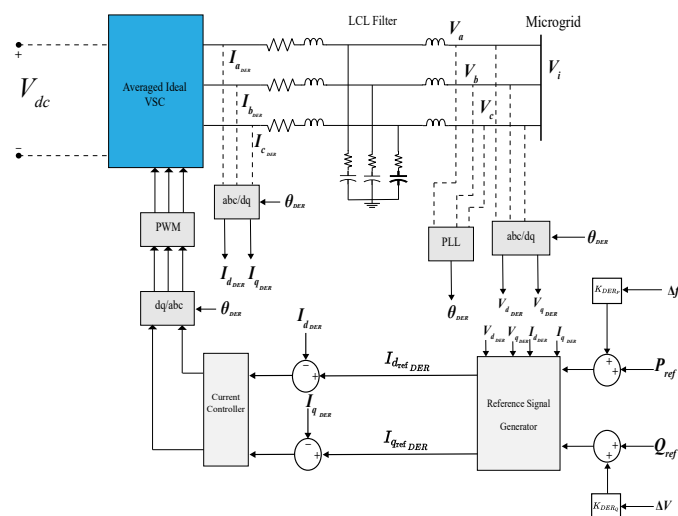 LCL Filter
Microgrid
V_a
V_b
V_c
V_i
+
V_dc
−
Averaged Ideal
VSC
I_a_DER
I_b_DER
I_c_DER
abc/dq
θ_DER
I_d_DER
I_q_DER
PWM
dq/abc
θ_DER
PLL
θ_DER
abc/dq
θ_DER
V_d_DER
V_q_DER
K_DER_P
Δf
V_d_DER
V_q_DER
I_d_DER
I_q_DER
I_d_DER
−
+
I_dref_DER
Reference Signal
Generator
+
+
P_ref
Current
Controller
I_q_DER
−
+
I_qref_DER
+
+
Q_ref
K_DER_Q
ΔV